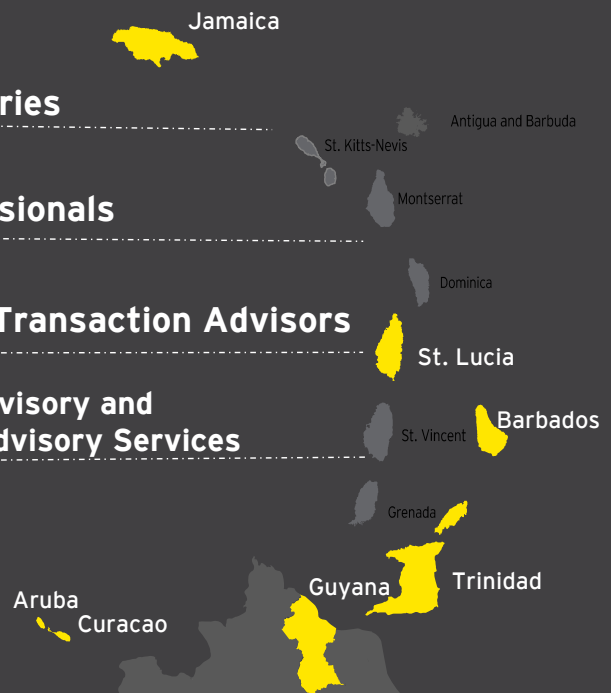 Jamaica
ries
Antigua and Barbuda
St. Kitts-Nevis
sionals
Montserrat
Dominica
Transaction Advisors
St. Lucia
visory and
dvisory Services
Barbados
St. Vincent
Grenada
Guyana
Trinidad
Aruba
Curacao